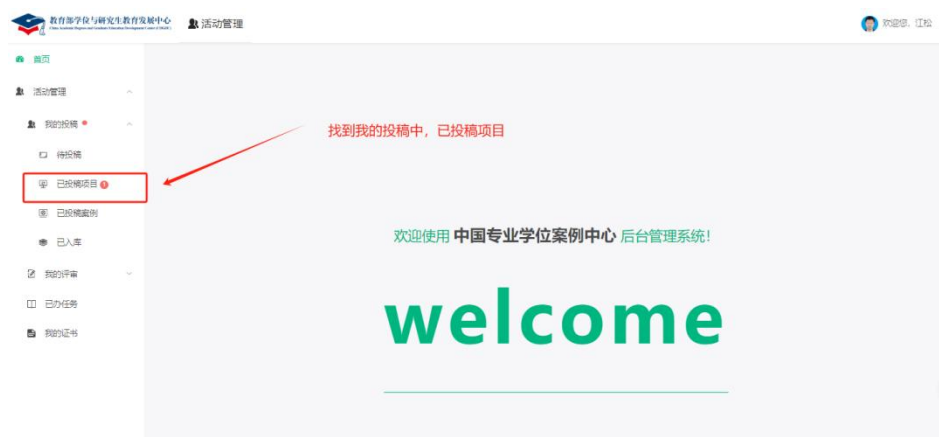 教育部学位与研究生教育发展中心
活动管理
欢迎您，江松
首页
活动管理
我的投稿
待投稿
已投稿项目
已投稿案例
已入库
我的评审
已办任务
我的证书
找到我的投稿中，已投稿项目
欢迎使用 中国专业学位案例中心 后台管理系统！
welcome